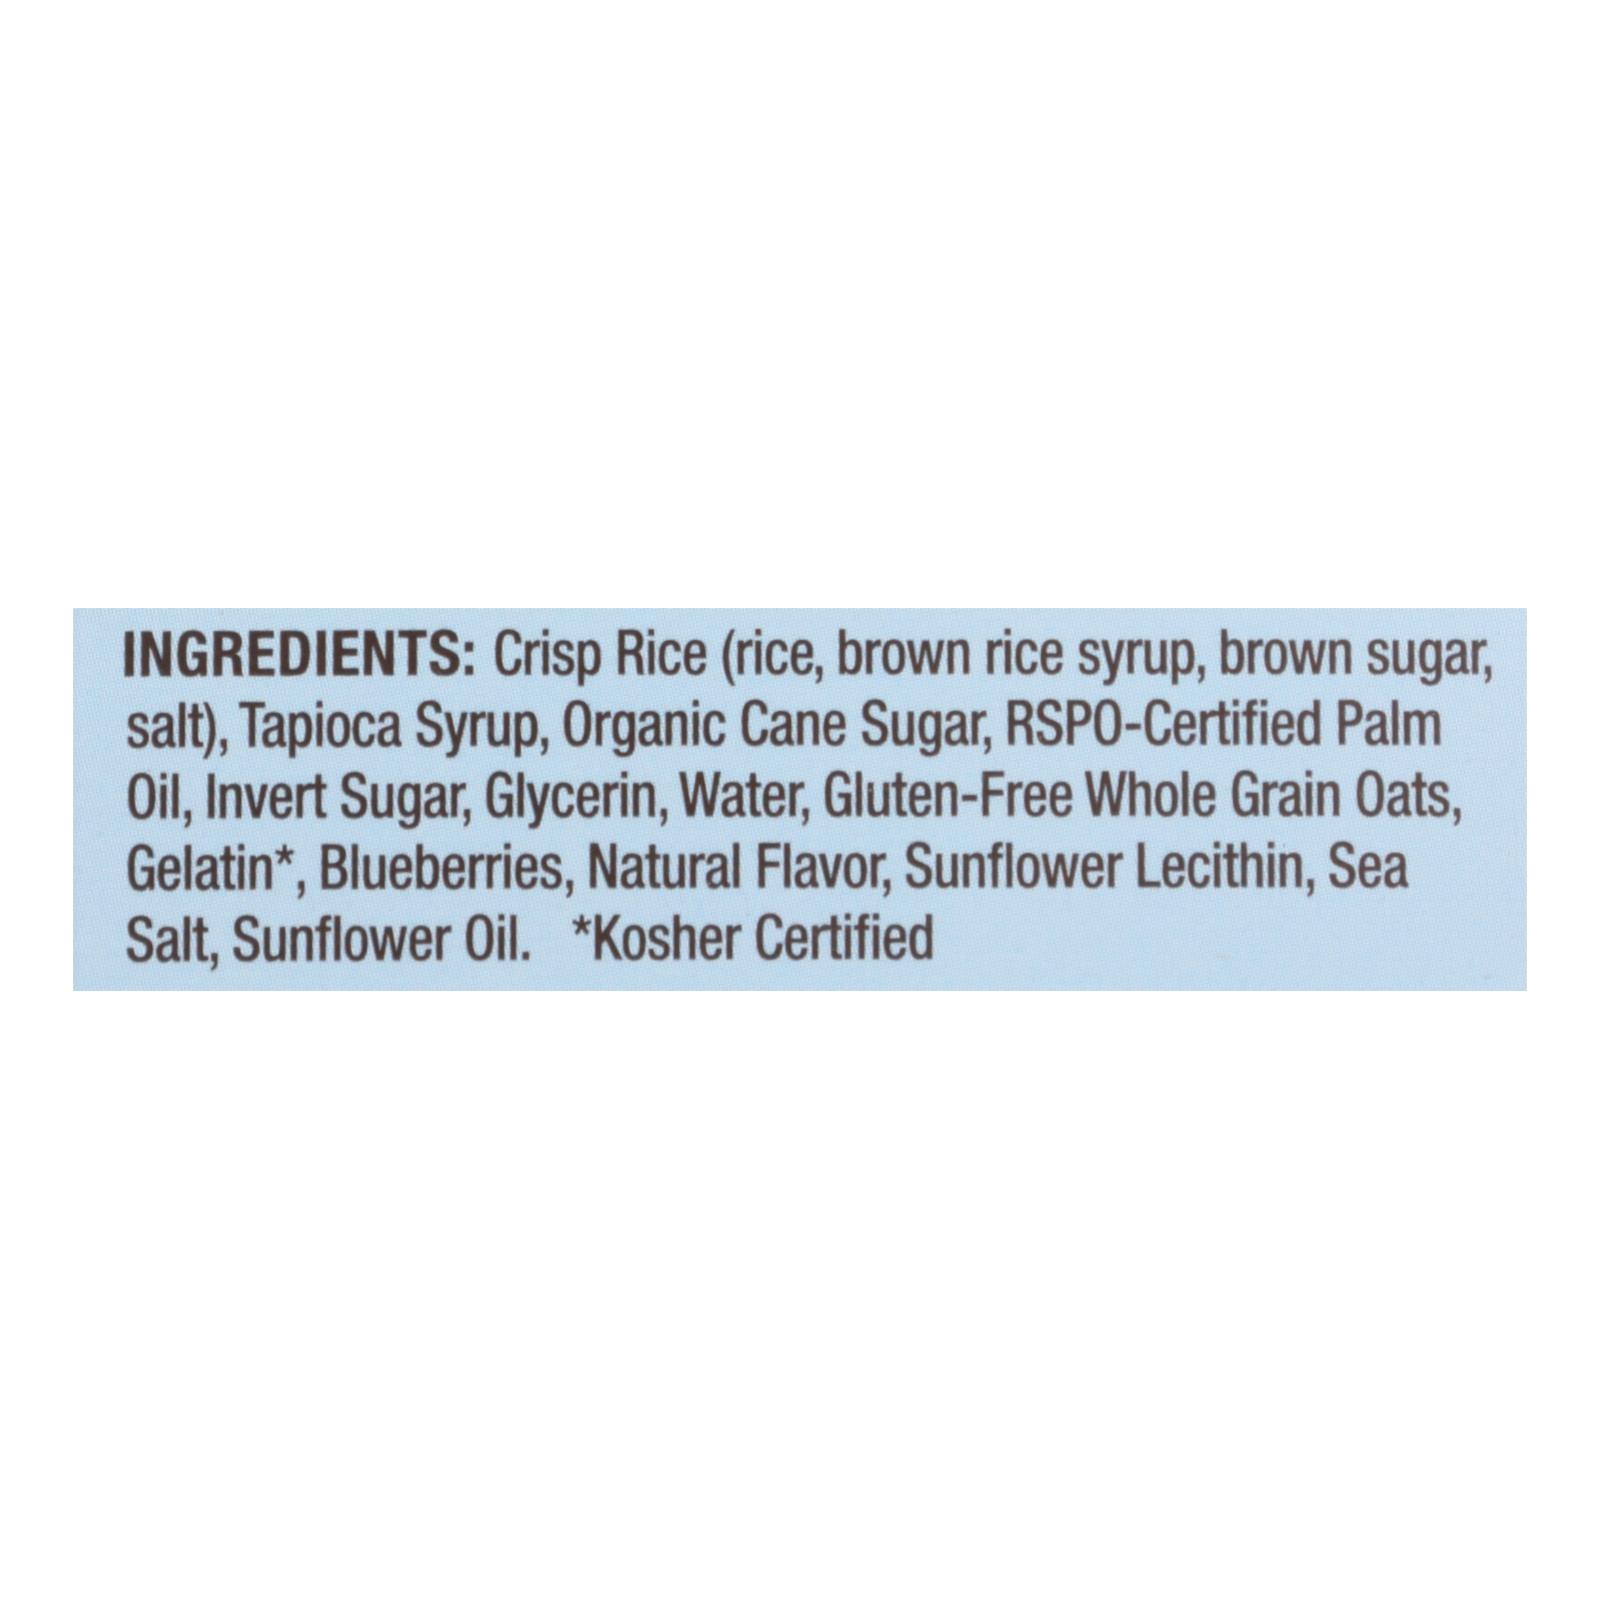 INGREDIENTS: Crisp Rice (rice, brown rice syrup, brown sugar,
salt), Tapioca Syrup, Organic Cane Sugar, RSPO-Certified Palm
Oil, Invert Sugar, Glycerin, Water, Gluten-Free Whole Grain Oats,
Gelatin*, Blueberries, Natural Flavor, Sunflower Lecithin, Sea
Salt, Sunflower Oil. *Kosher Certified